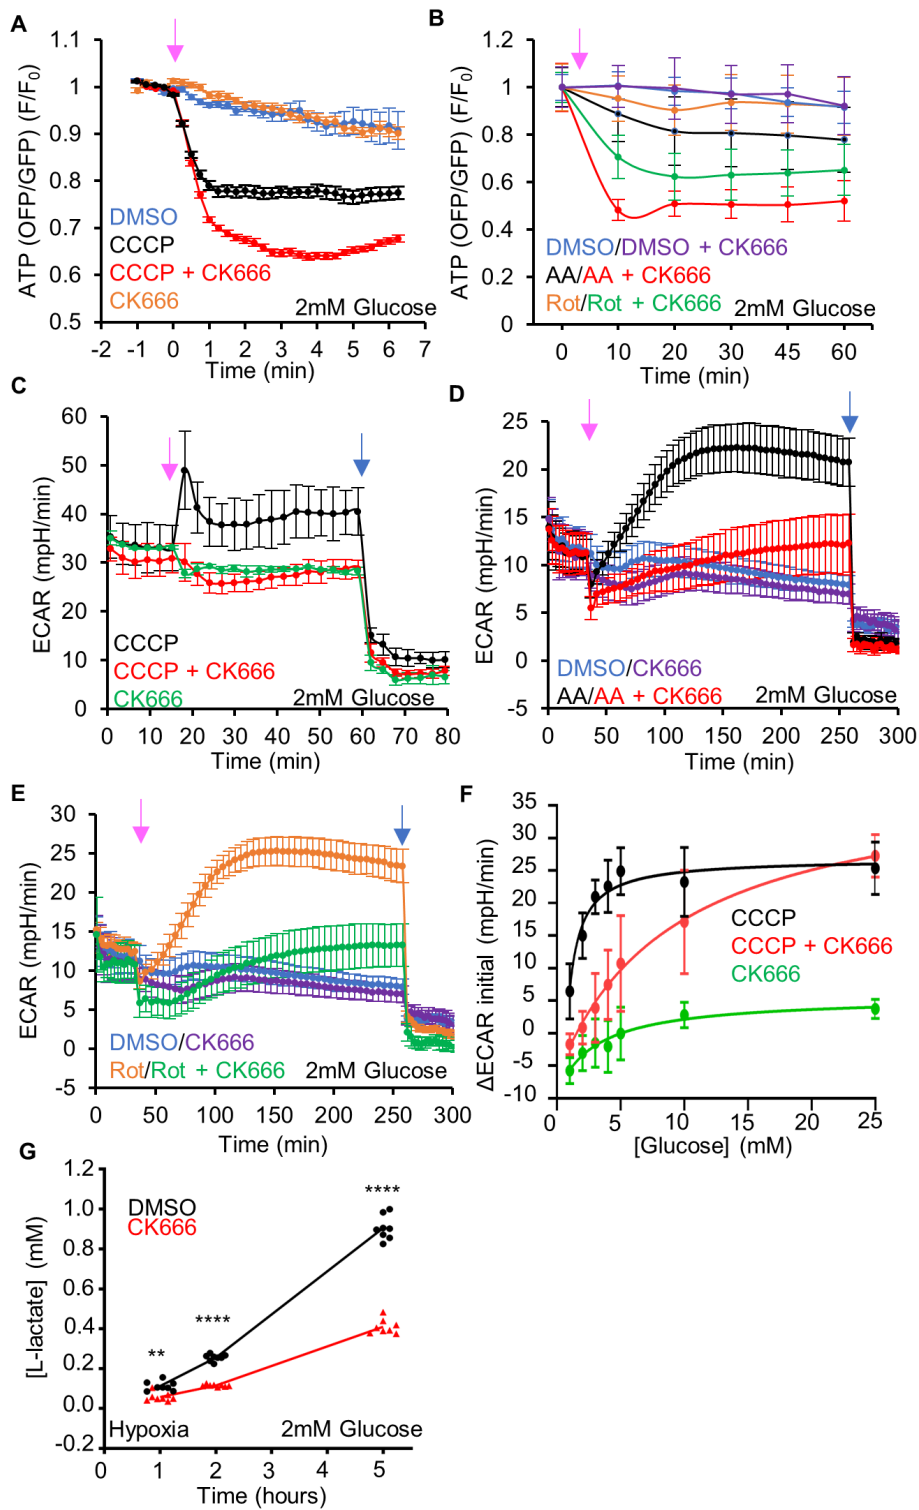 A
ATP (OFP/GFP) (F/F0)
1.1
1
0.9
0.8
0.7
0.6
0.5
DMSO
CCCP
CCCP + CK666
CK666
2mM Glucose
-2 -1 0 1 2 3 4 5 6 7
Time (min)
B
ATP (OFP/GFP) (F/F0)
1.2
1
0.8
0.6
0.4
0.2
0
DMSO/DMSO + CK666
AA/AA + CK666
Rot/Rot + CK666
2mM Glucose
0 10 20 30 45 60
Time (min)
C
ECAR (mpH/min)
60
50
40
30
20
10
0
CCCP
CCCP + CK666
CK666
2mM Glucose
0 10 20 30 40 50 60 70 80
Time (min)
D
ECAR (mpH/min)
25
20
15
10
5
0
-5
DMSO/CK666
AA/AA + CK666
2mM Glucose
0 50 100 150 200 250 300
Time (min)
E
ECAR (mpH/min)
30
25
20
15
10
5
0
-5
DMSO/CK666
Rot/Rot + CK666
2mM Glucose
0 50 100 150 200 250 300
Time (min)
F
ΔECAR initial (mpH/min)
35
30
25
20
15
10
5
0
-5
-10
CCCP
CCCP + CK666
CK666
0 5 10 15 20 25
[Glucose] (mM)
G
[L-lactate] (mM)
1.2
1.0
0.8
0.6
0.4
0.2
0.0
-0.2
DMSO
CK666
**
****
****
Hypoxia
2mM Glucose
0 1 2 3 4 5
Time (hours)